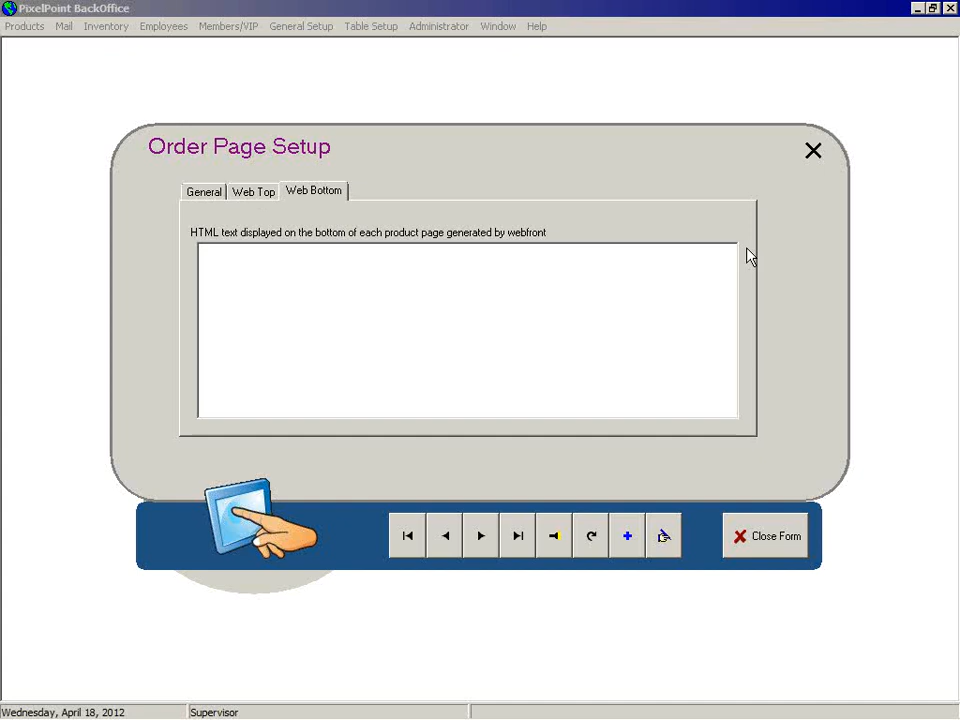 PixelPoint BackOffice
Products Mail Inventory Employees Members/VIP General Setup Table Setup Administrator Window Help
Order Page Setup
General Web Top Web Bottom
HTML text displayed on the bottom of each product page generated by webfront
Close Form
Wednesday, April 18, 2012 Supervisor